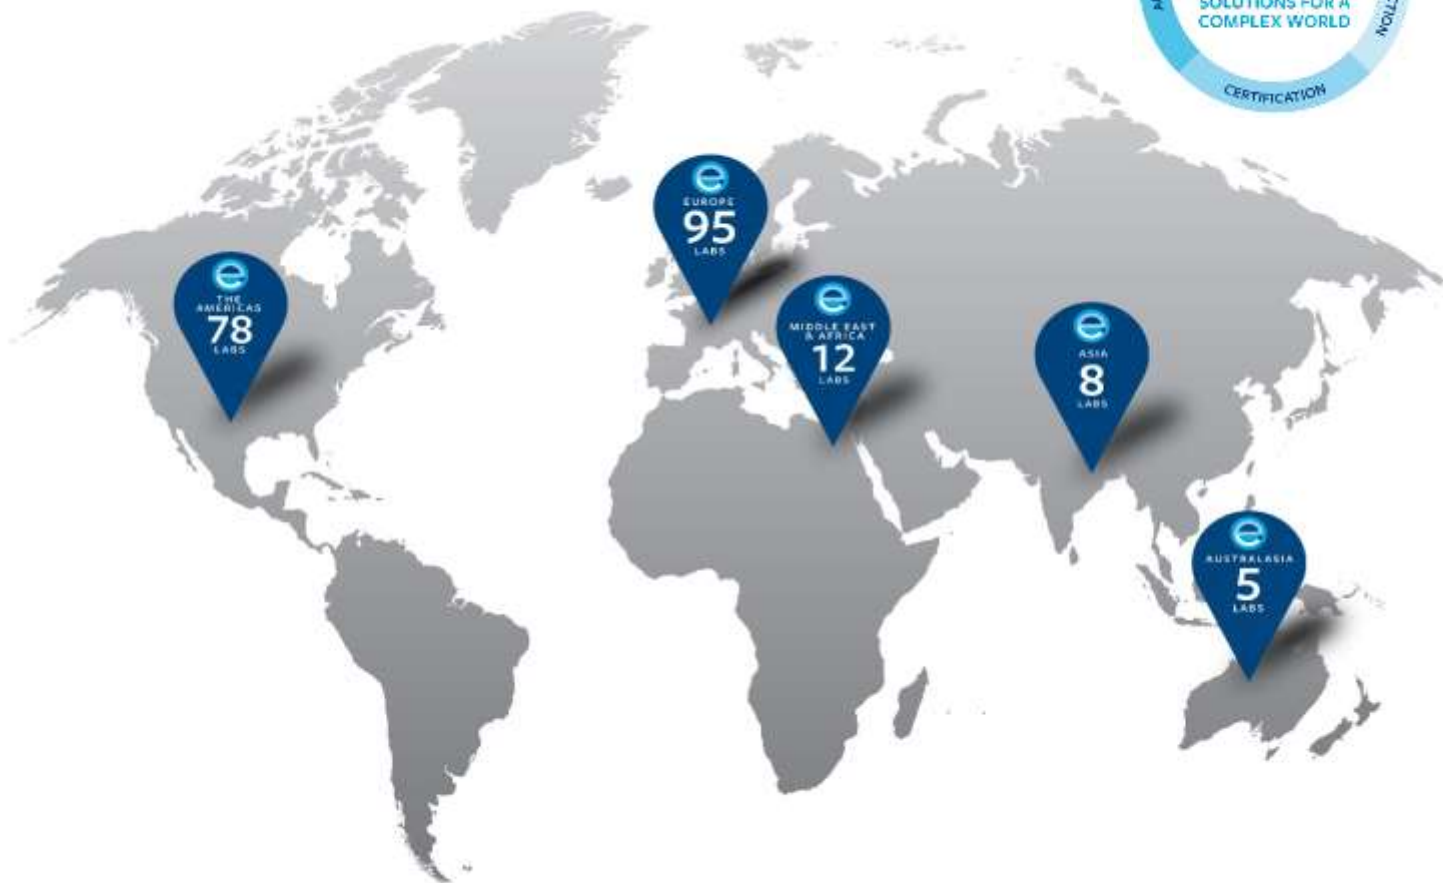 SOLUTIONS FOR A
COMPLEX WORLD
CERTIFICATION
e
EUROPE
95
LABS
e
THE
AMERICAS
78
LABS
e
MIDDLE EAST
& AFRICA
12
LABS
e
ASIA
8
LABS
e
AUSTRALASIA
5
LABS